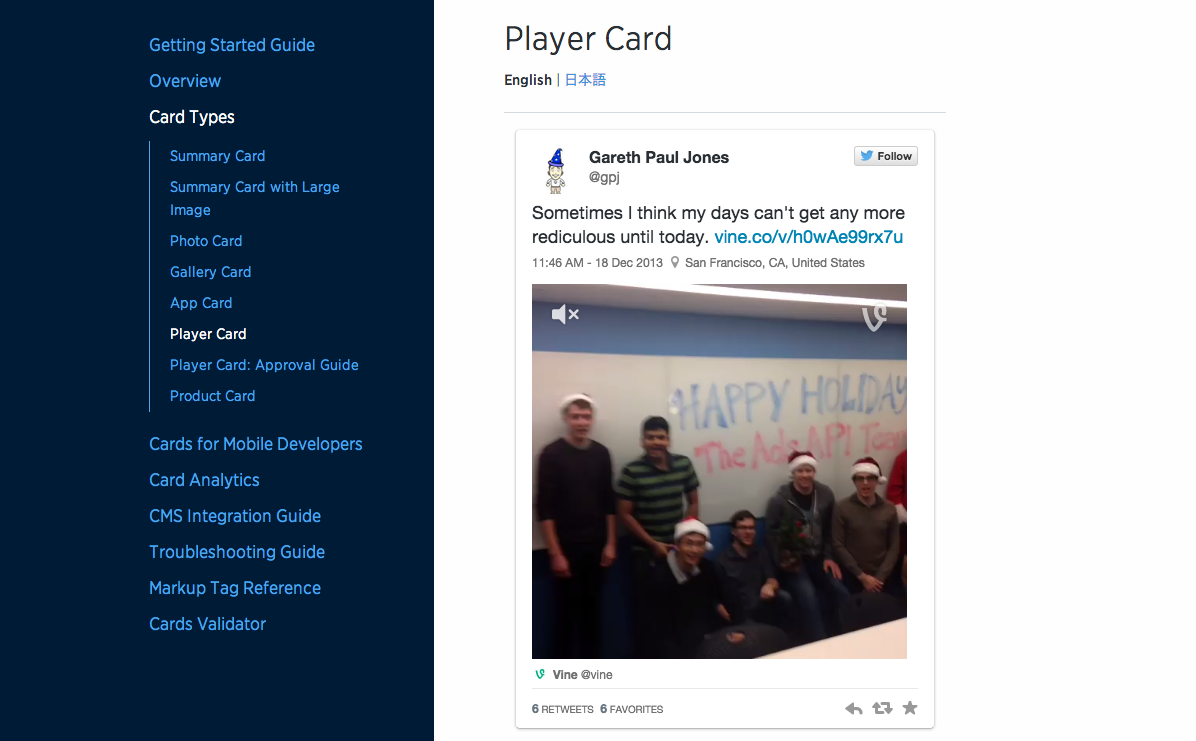 Getting Started Guide
Overview
Card Types
Summary Card
Summary Card with Large
Image
Photo Card
Gallery Card
App Card
Player Card
Player Card: Approval Guide
Product Card
Cards for Mobile Developers
Card Analytics
CMS Integration Guide
Troubleshooting Guide
Markup Tag Reference
Cards Validator
Player Card
English | 日本語
Gareth Paul Jones
@gpj
Follow
Sometimes I think my days can't get any more
rediculous until today. vine.co/v/h0wAe99rx7u
11:46 AM - 18 Dec 2013 San Francisco, CA, United States
HAPPY HOLIDAY
The Ads API Team
Vine @vine
6 RETWEETS 6 FAVORITES